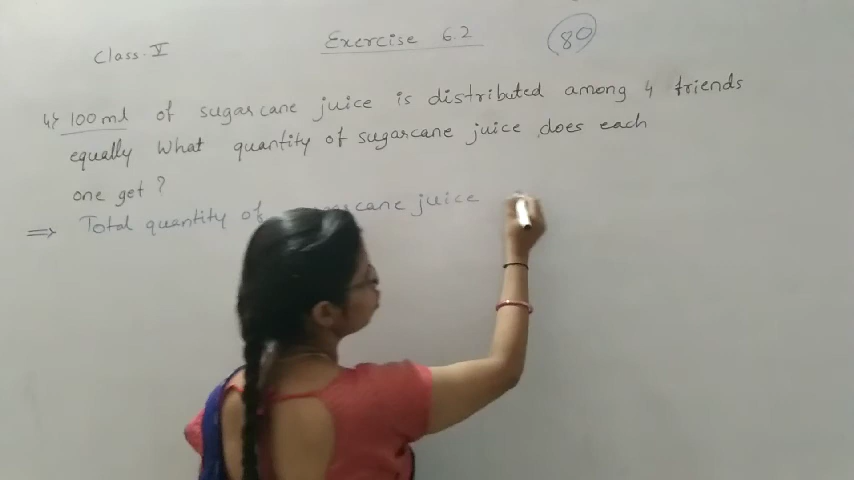 Class. V Exercise 6.2 80
4> 100 ml of sugarcane juice is distributed among 4 friends
equally What quantity of sugarcane juice does each
one get ?
⇒ Total quantity of cane juice